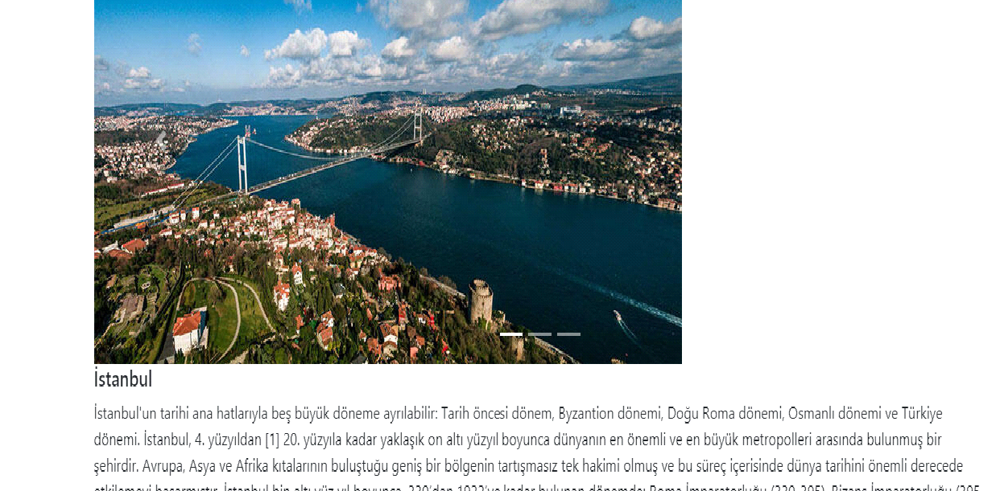 İstanbul
İstanbul'un tarihi ana hatlarıyla beş büyük döneme ayrılabilir: Tarih öncesi dönem, Byzantion dönemi, Doğu Roma dönemi, Osmanlı dönemi ve Türkiye
dönemi. İstanbul, 4. yüzyıldan [1] 20. yüzyıla kadar yaklaşık on altı yüzyıl boyunca dünyanın en önemli ve en büyük metropolleri arasında bulunmuş bir
şehirdir. Avrupa, Asya ve Afrika kıtalarının buluştuğu geniş bir bölgenin tartışmasız tek hakimi olmuş ve bu süreç içerisinde dünya tarihini önemli derecede
etkilemeyi başarmıştır. İstanbul bin altı yüz yıl boyunca, 330'dan 1922'ye kadar bulunan dönemde; Roma İmparatorluğu (330-395), Bizans İmparatorluğu (395